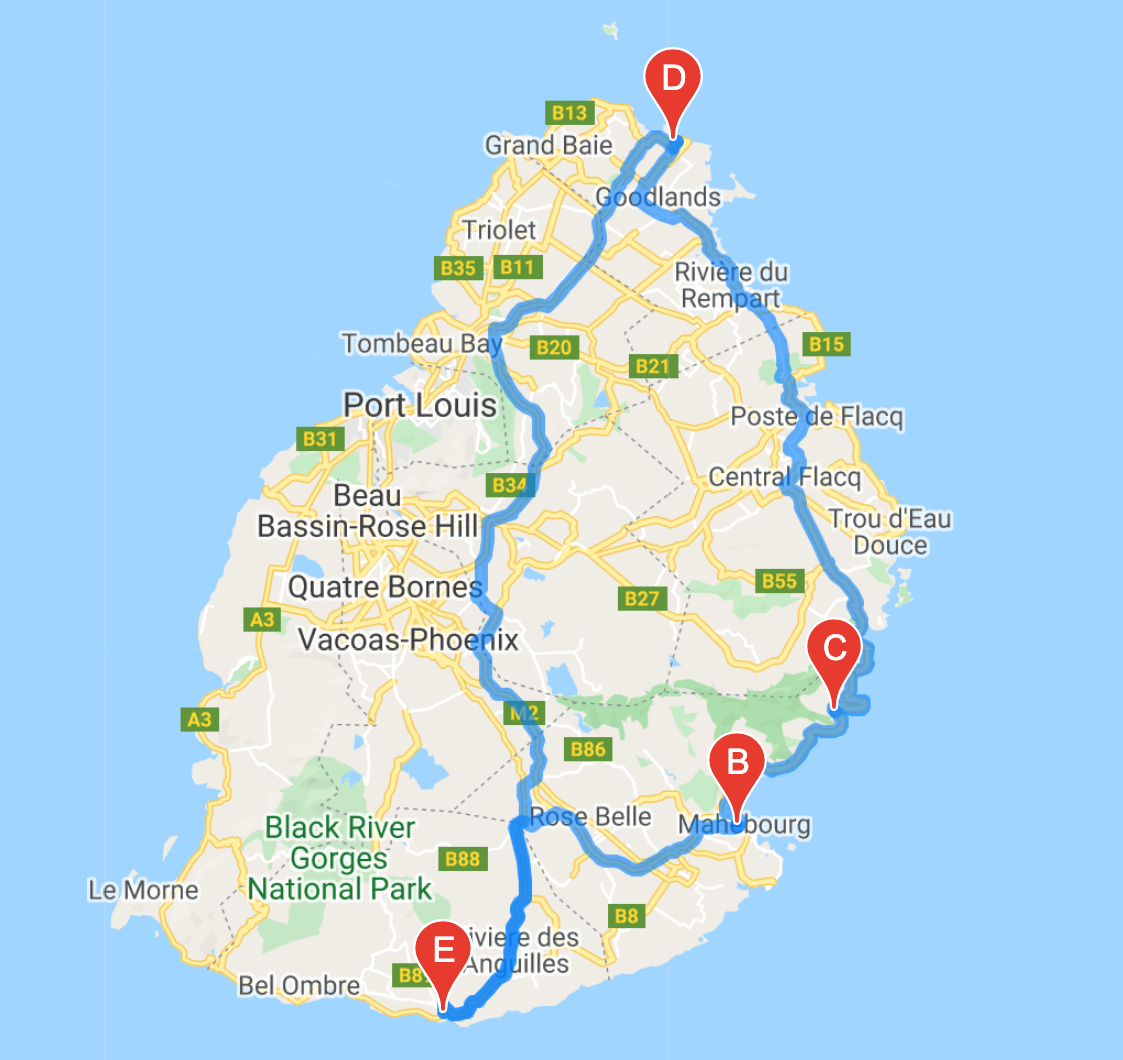 D
B13
Grand Baie
Goodlands
Triolet
B35
B11
Rivière du
Rempart
Tombeau Bay
B20
B15
B21
Port Louis
Poste de Flacq
B31
Central Flacq
B34
Beau
Bassin-Rose Hill
Trou d'Eau
Douce
Quatre Bornes
B55
B27
A3
Vacoas-Phoenix
C
A3
M2
B86
B
Rose Belle
Mahebourg
Black River
Gorges
National Park
B88
Le Morne
B8
E
iviere des
Anguilles
B8
Bel Ombre